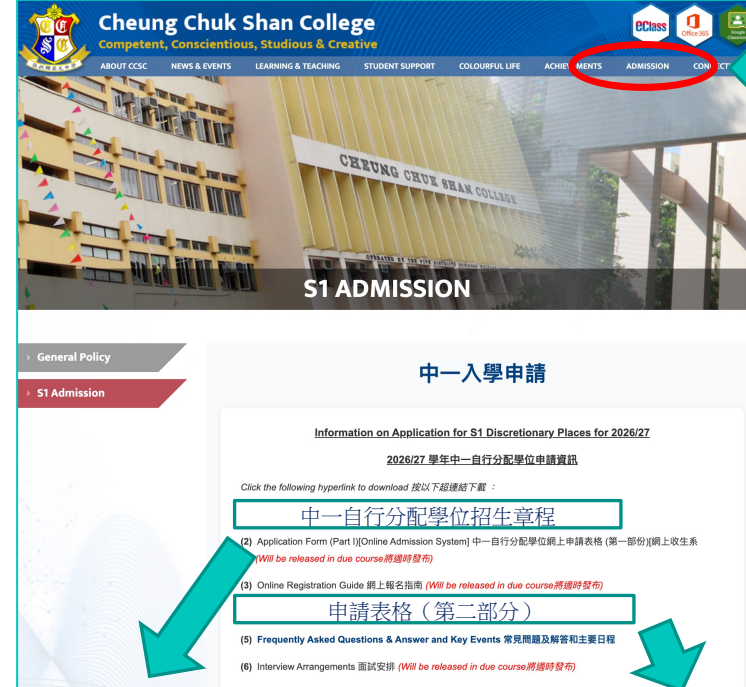 Cheung Chuk Shan College
Competent, Conscientious, Studious & Creative
eClass
Office 365
Google Classroom
ABOUT CCSC NEWS & EVENTS LEARNING & TEACHING STUDENT SUPPORT COLOURFUL LIFE ACHIEVEMENTS ADMISSION
CHEUNG CHUK SHAN COLLEGE
OPERATED BY THE FIVE DISTRICTS BUSINESS
S1 ADMISSION
General Policy
S1 Admission
中一入學申請
Information on Application for S1 Discretionary Places for 2026/27
2026/27 學年中一自行分配學位申請資訊
Click the following hyperlink to download 按以下超連結下載 ：
中一自行分配學位招生章程
(2) Application Form (Part I)[Online Admission System] 中一自行分配學位網上申請表格 (第一部份)[網上收生系
(Will be released in due course將適時發布)
(3) Online Registration Guide 網上報名指南 (Will be released in due course將適時發布)
申請表格（第二部分）
(5) Frequently Asked Questions & Answer and Key Events 常見問題及解答和主要日程
(6) Interview Arrangements 面試安排 (Will be released in due course將適時發布)